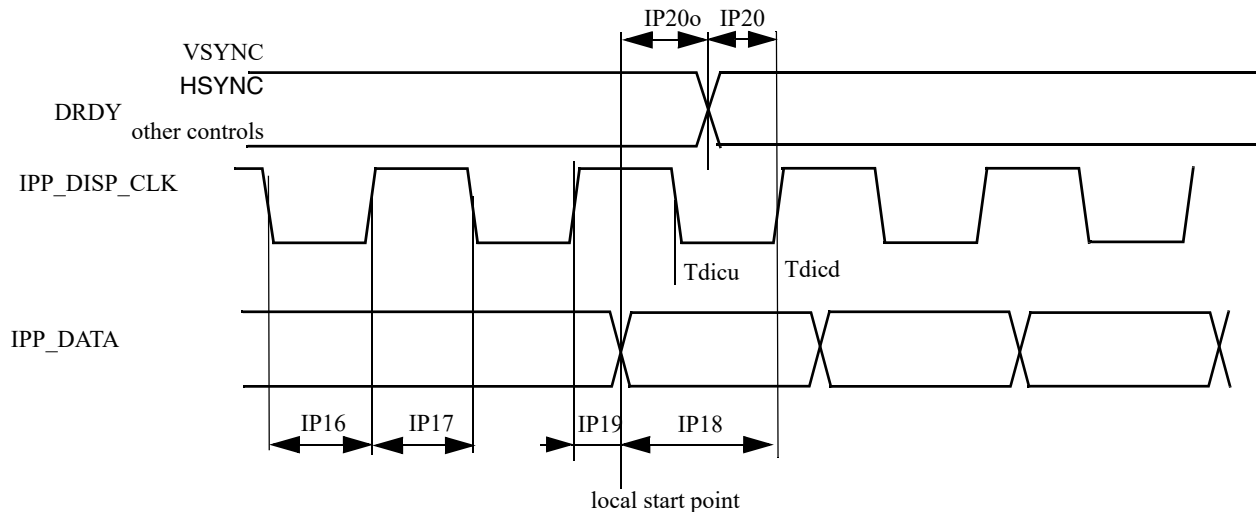 IP20o IP20
VSYNC
HSYNC
DRDY
other controls
IPP_DISP_CLK
Tdicu Tdicd
IPP_DATA
IP16 IP17 IP19 IP18
local start point